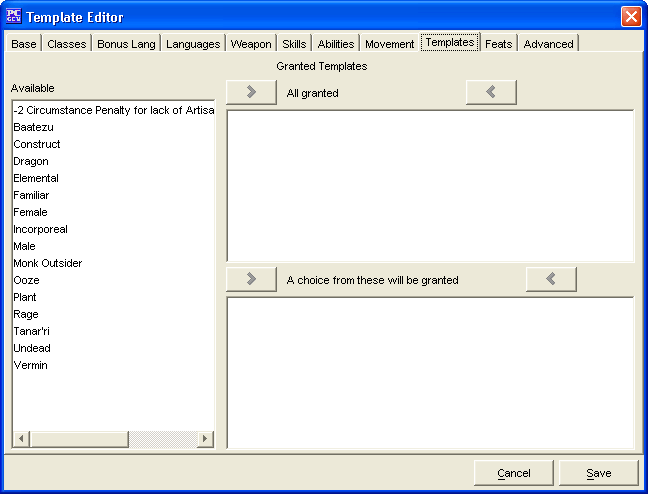 PC GEN Template Editor
Base Classes Bonus Lang Languages Weapon Skills Abilities Movement Templates Feats Advanced
Granted Templates
Available
All granted
-2 Circumstance Penalty for lack of Artisa
Baatezu
Construct
Dragon
Elemental
Familiar
Female
Incorporeal
Male
Monk Outsider
Ooze
Plant
Rage
Tanar'ri
Undead
Vermin
A choice from these will be granted
Cancel Save